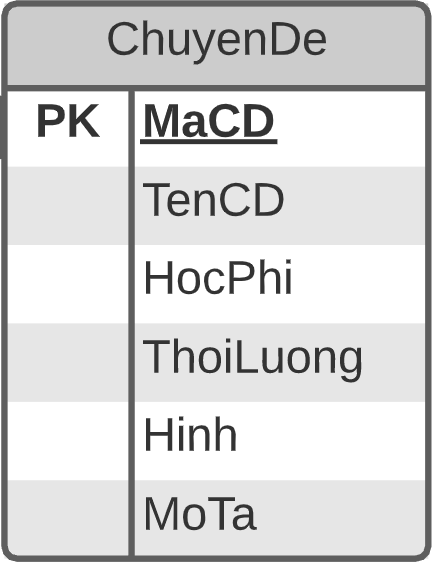 ChuyenDe
PK MaCD
TenCD
HocPhi
ThoiLuong
Hinh
MoTa